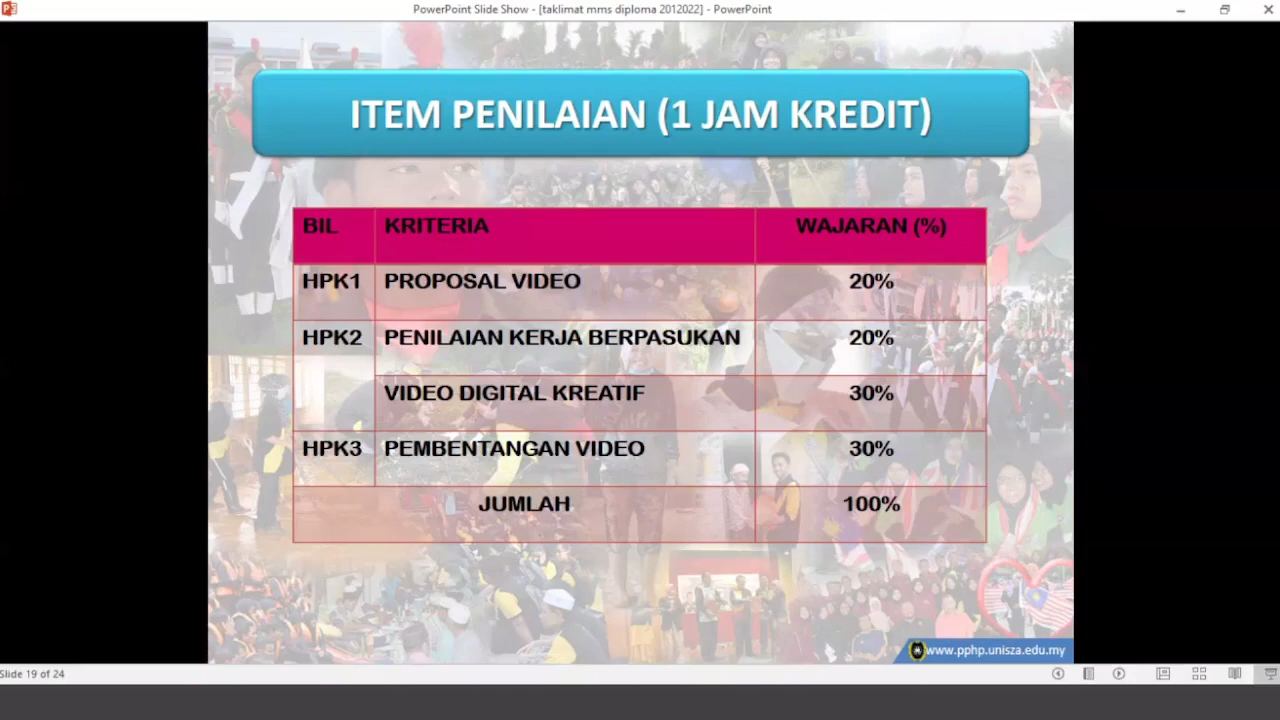 PowerPoint Slide Show - [taklimat mms diploma 2012022] - PowerPoint
ITEM PENILAIAN (1 JAM KREDIT)
BIL KRITERIA WAJARAN (%)
HPK1 PROPOSAL VIDEO 20%
HPK2 PENILAIAN KERJA BERPASUKAN 20%
VIDEO DIGITAL KREATIF 30%
HPK3 PEMBENTANGAN VIDEO 30%
JUMLAH 100%
www.pphp.unisza.edu.my
Slide 19 of 24